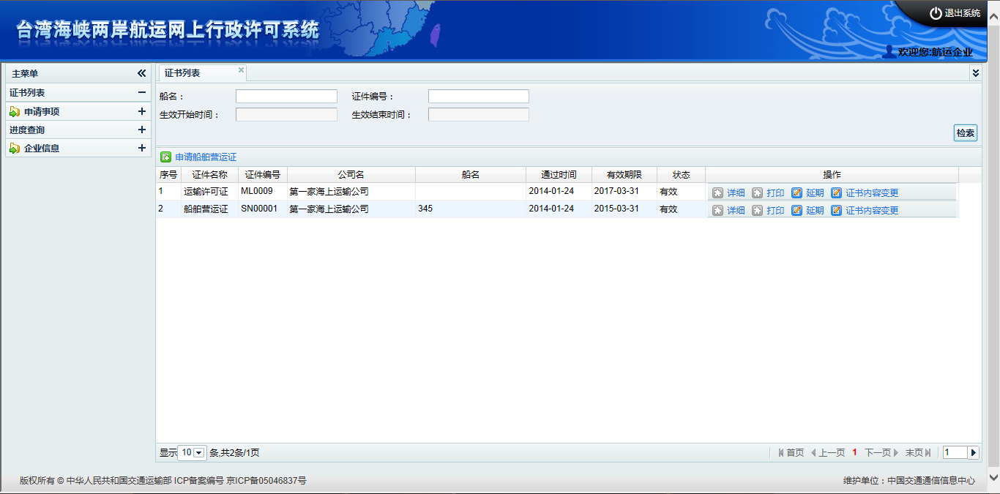 台湾海峡两岸航运网上行政许可系统
退出系统
欢迎您:航运企业
主菜单
证书列表
申请事项
进度查询
企业信息
证书列表
船名： 证件编号：
生效开始时间： 生效结束时间：
检索
申请船舶营运证
序号 证件名称 证件编号 公司名 船名 通过时间 有效期限 状态 操作
1 运输许可证 ML0009 第一家海上运输公司 2014-01-24 2017-03-31 有效 详细 打印 延期 证书内容变更
2 船舶营运证 SN00001 第一家海上运输公司 345 2014-01-24 2015-03-31 有效 详细 打印 延期 证书内容变更
显示 10 条,共2条/1页 首页 上一页 1 下一页 末页 1
版权所有 © 中华人民共和国交通运输部 ICP备案编号 京ICP备05046837号 维护单位：中国交通通信信息中心